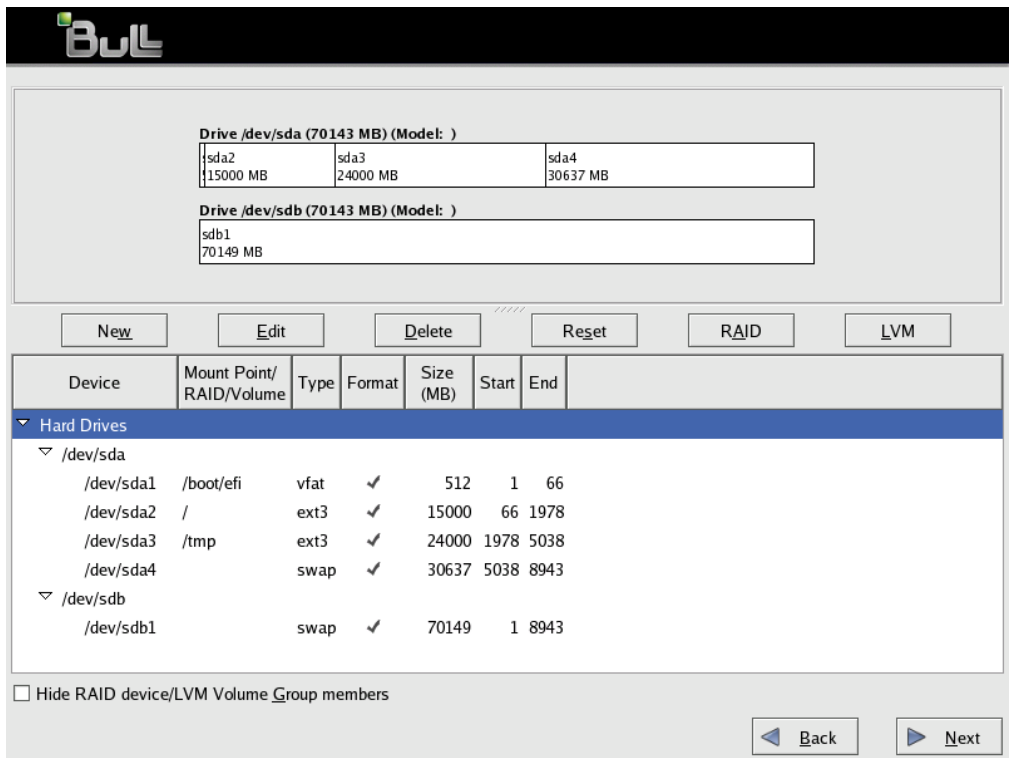 Bull
Drive /dev/sda (70143 MB) (Model: )
sda2 sda3 sda4
15000 MB 24000 MB 30637 MB
Drive /dev/sdb (70143 MB) (Model: )
sdb1
70149 MB
New Edit Delete Reset RAID LVM
Device Mount Point/ RAID/Volume Type Format Size (MB) Start End
Hard Drives
/dev/sda
/dev/sda1 /boot/efi vfat ✓ 512 1 66
/dev/sda2 / ext3 ✓ 15000 66 1978
/dev/sda3 /tmp ext3 ✓ 24000 1978 5038
/dev/sda4 swap ✓ 30637 5038 8943
/dev/sdb
/dev/sdb1 swap ✓ 70149 1 8943
Hide RAID device/LVM Volume Group members
Back Next